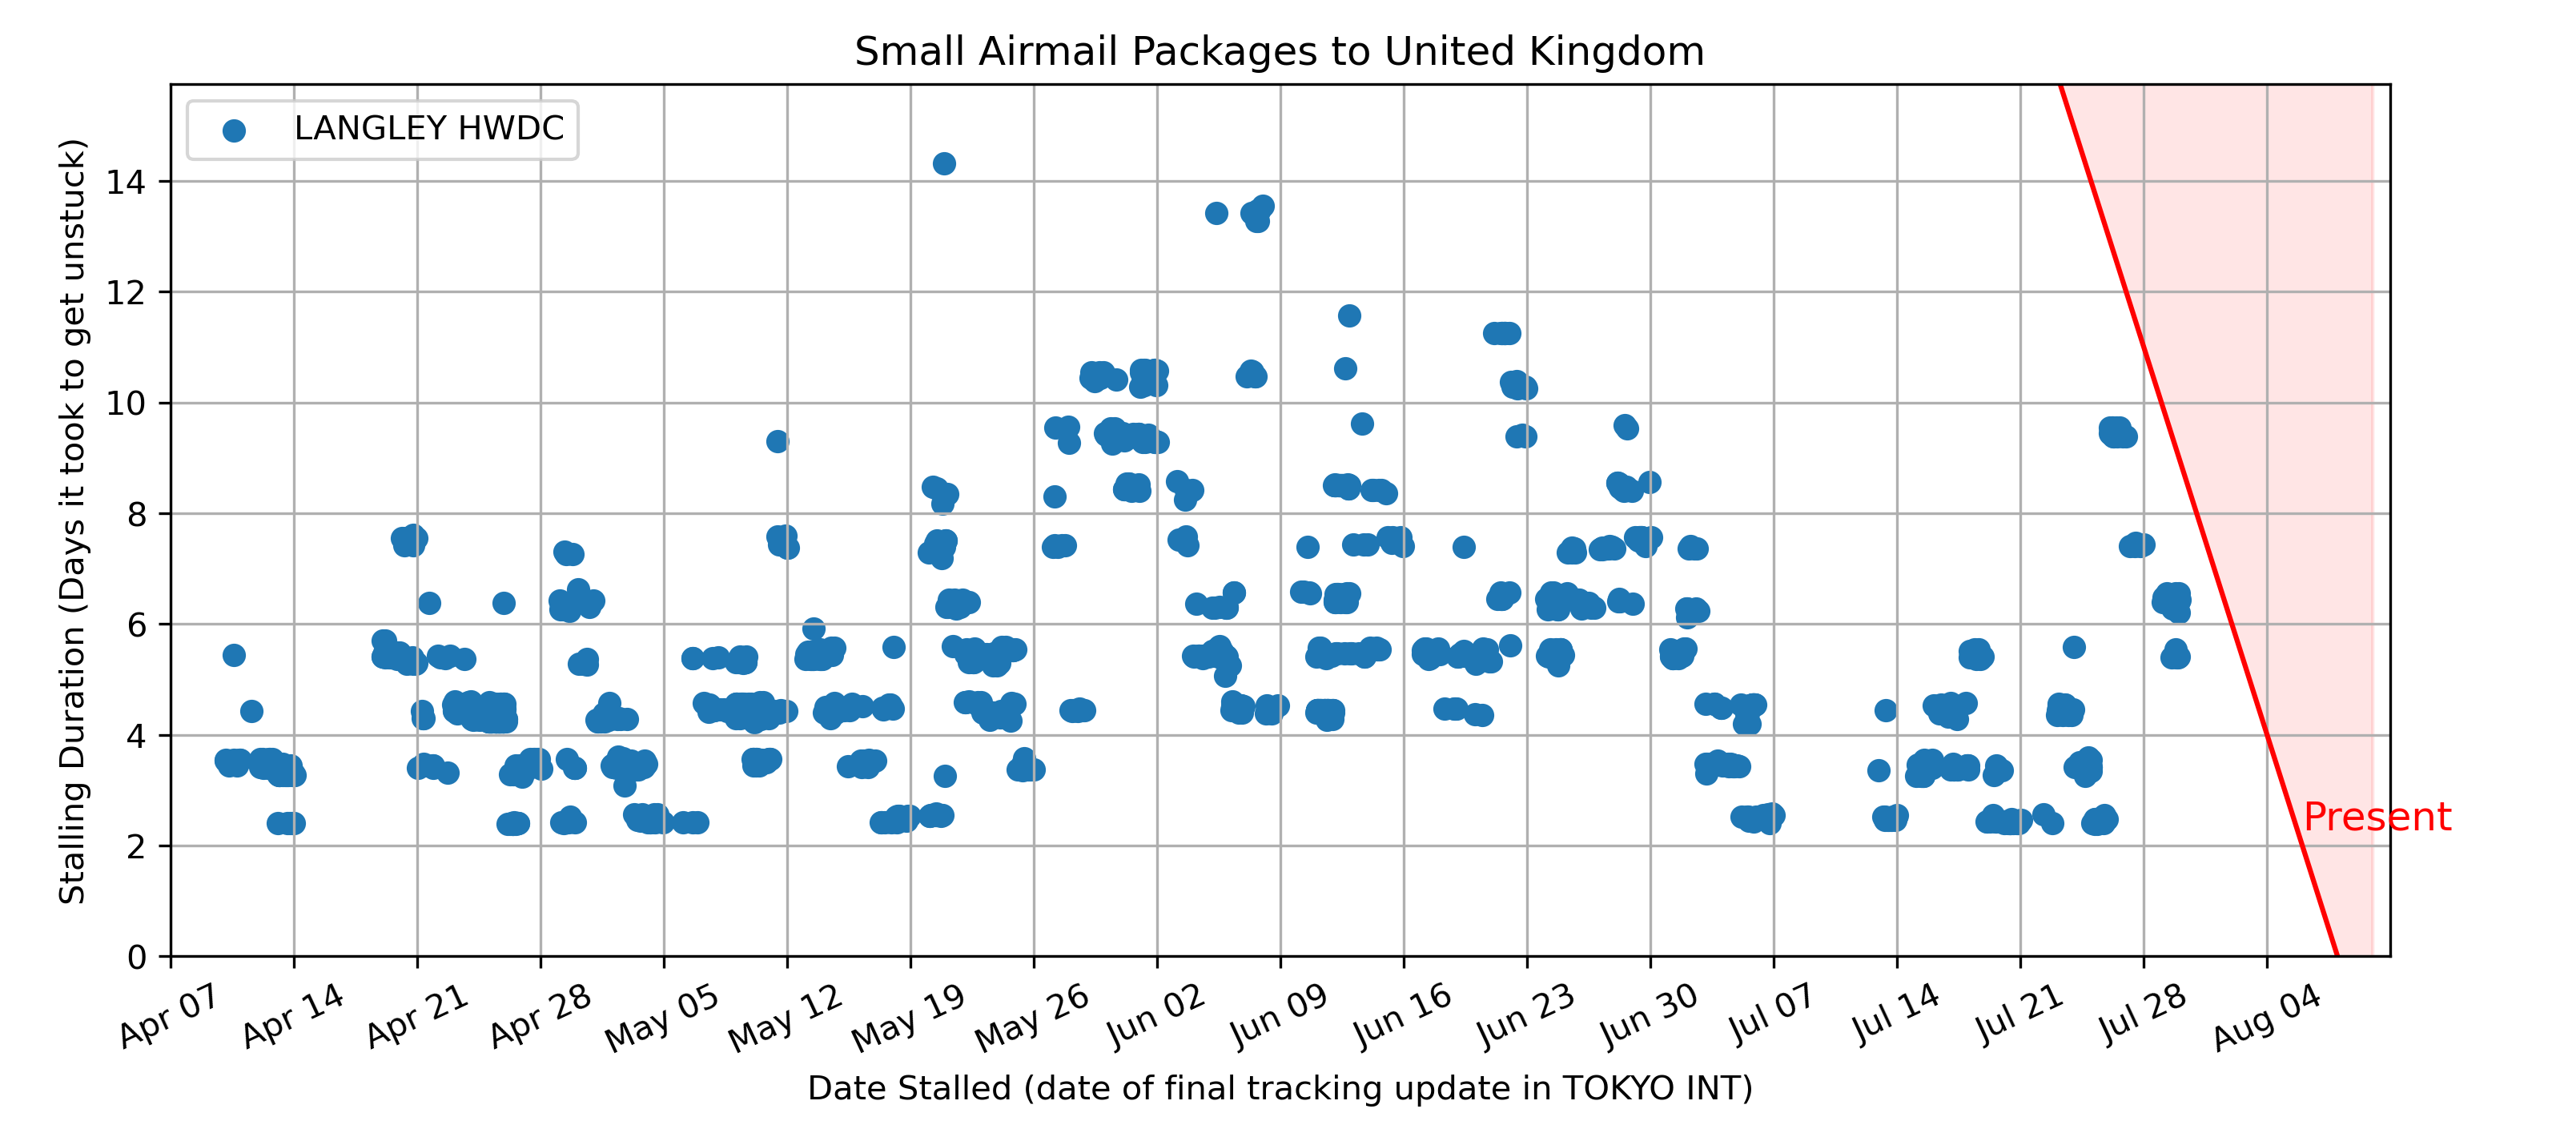 Small Airmail Packages to United Kingdom
LANGLEY HWDC
Stalling Duration (Days it took to get unstuck)
14
12
10
8
6
4
2
0
Present
Apr 07
Apr 14
Apr 21
Apr 28
May 05
May 12
May 19
May 26
Jun 02
Jun 09
Jun 16
Jun 23
Jun 30
Jul 07
Jul 14
Jul 21
Jul 28
Aug 04
Date Stalled (date of final tracking update in TOKYO INT)